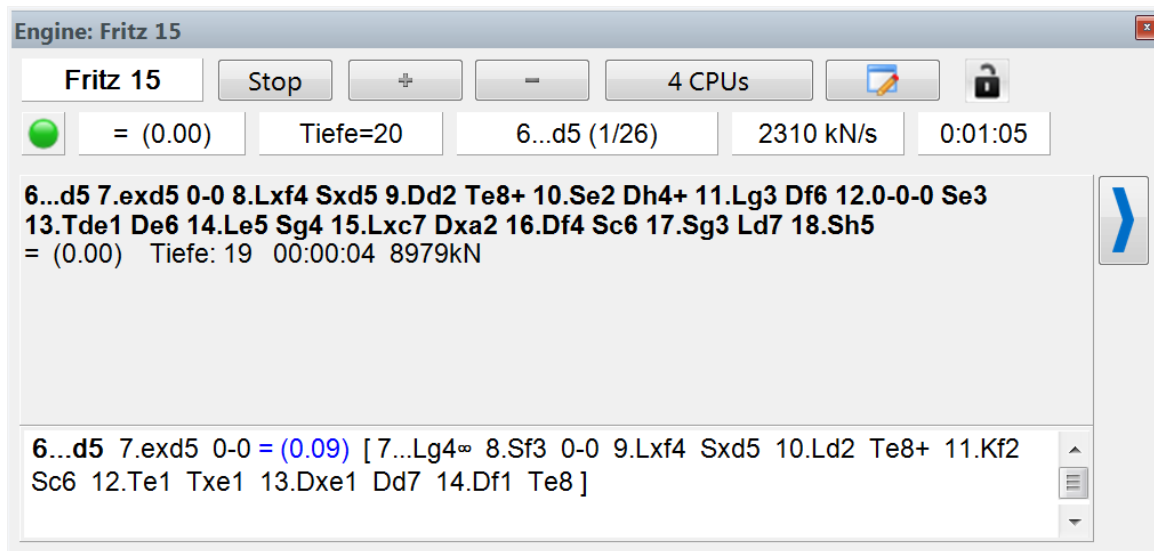 Engine: Fritz 15
Fritz 15 Stop + − 4 CPUs
= (0.00) Tiefe=20 6...d5 (1/26) 2310 kN/s 0:01:05
6...d5 7.exd5 0-0 8.Lxf4 Sxd5 9.Dd2 Te8+ 10.Se2 Dh4+ 11.Lg3 Df6 12.0-0-0 Se3
13.Tde1 De6 14.Le5 Sg4 15.Lxc7 Dxa2 16.Df4 Sc6 17.Sg3 Ld7 18.Sh5
= (0.00) Tiefe: 19 00:00:04 8979kN
6...d5 7.exd5 0-0 = (0.09) [ 7...Lg4∞ 8.Sf3 0-0 9.Lxf4 Sxd5 10.Ld2 Te8+ 11.Kf2
Sc6 12.Te1 Txe1 13.Dxe1 Dd7 14.Df1 Te8 ]